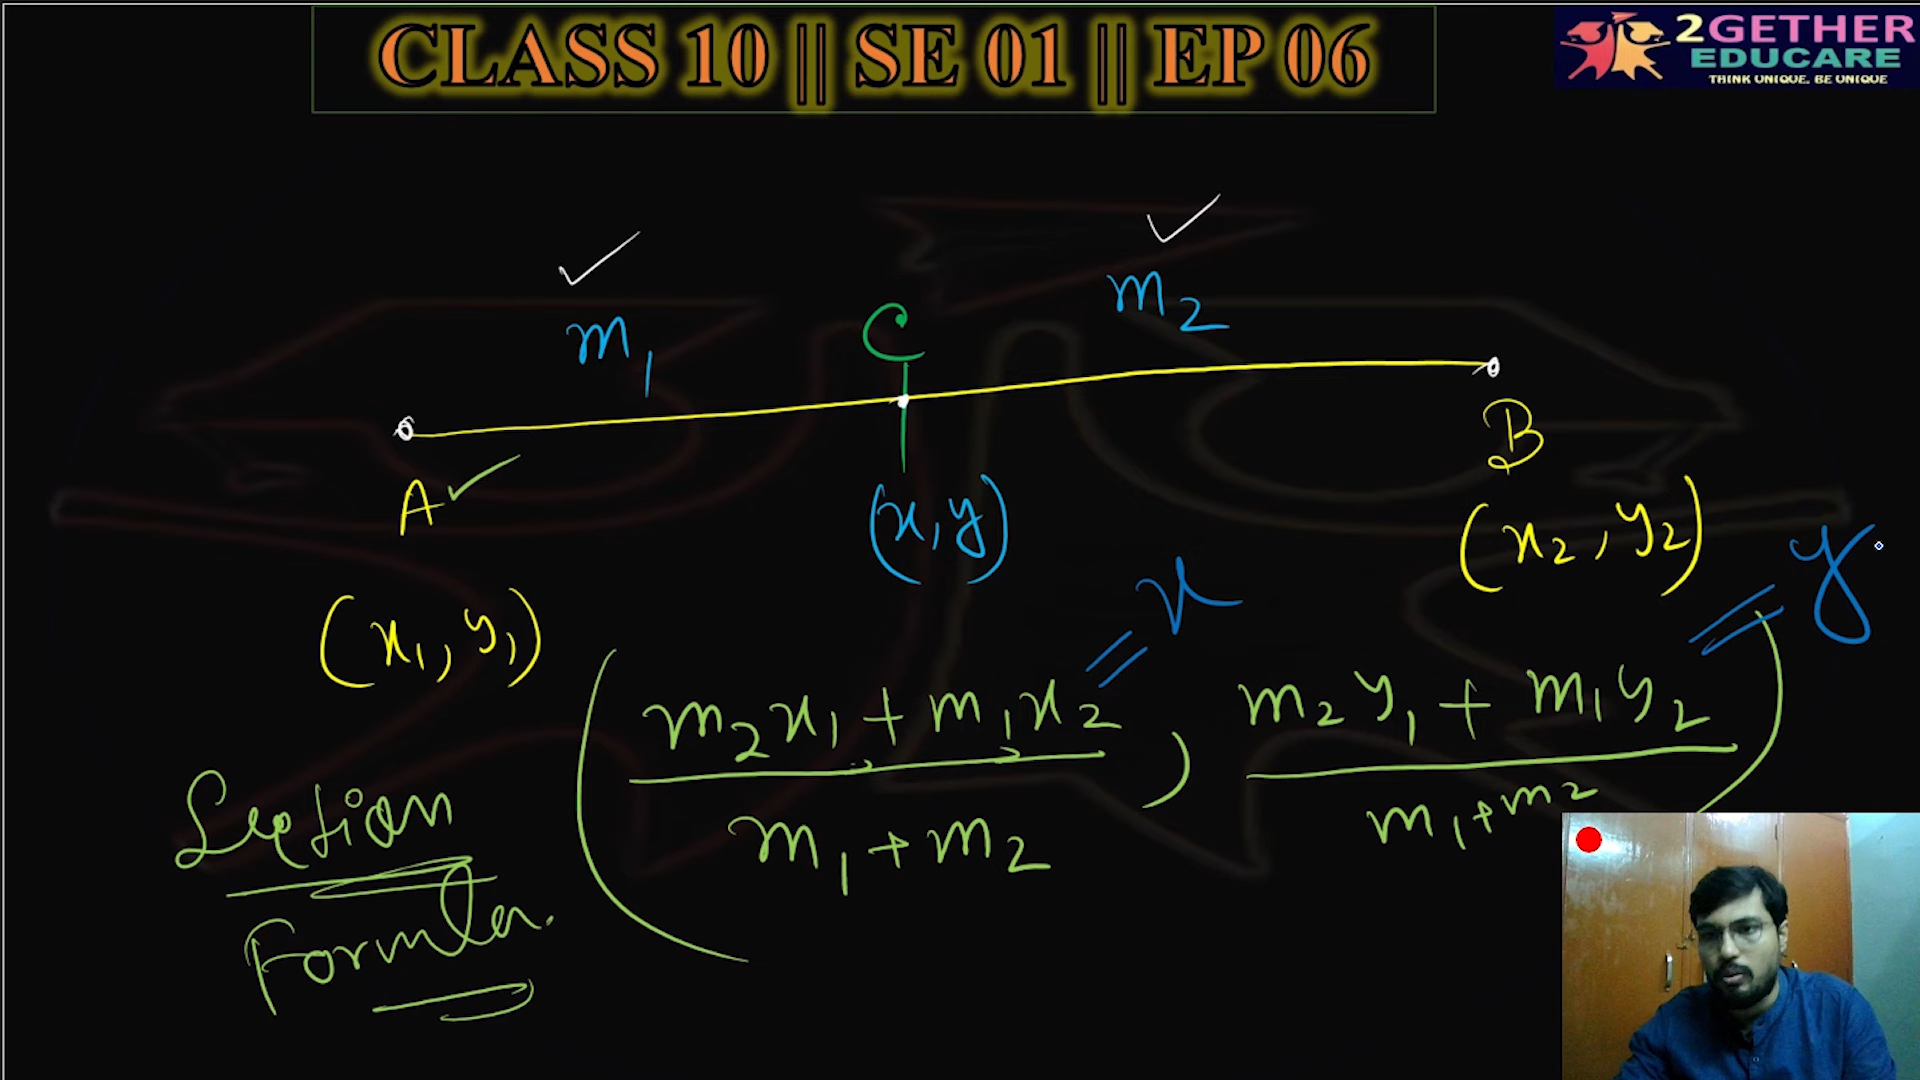 CLASS 10 || SE 01 || EP 06
2GETHER
EDUCARE
THINK UNIQUE. BE UNIQUE
m₁
C
m₂
A
B
(x, y)
(x₂, y₂)
(x₁, y₁)
= x
= y
Section
Formula.
((m₂x₁ + m₁x₂)/(m₁ + m₂), (m₂y₁ + m₁y₂)/(m₁ + m₂))